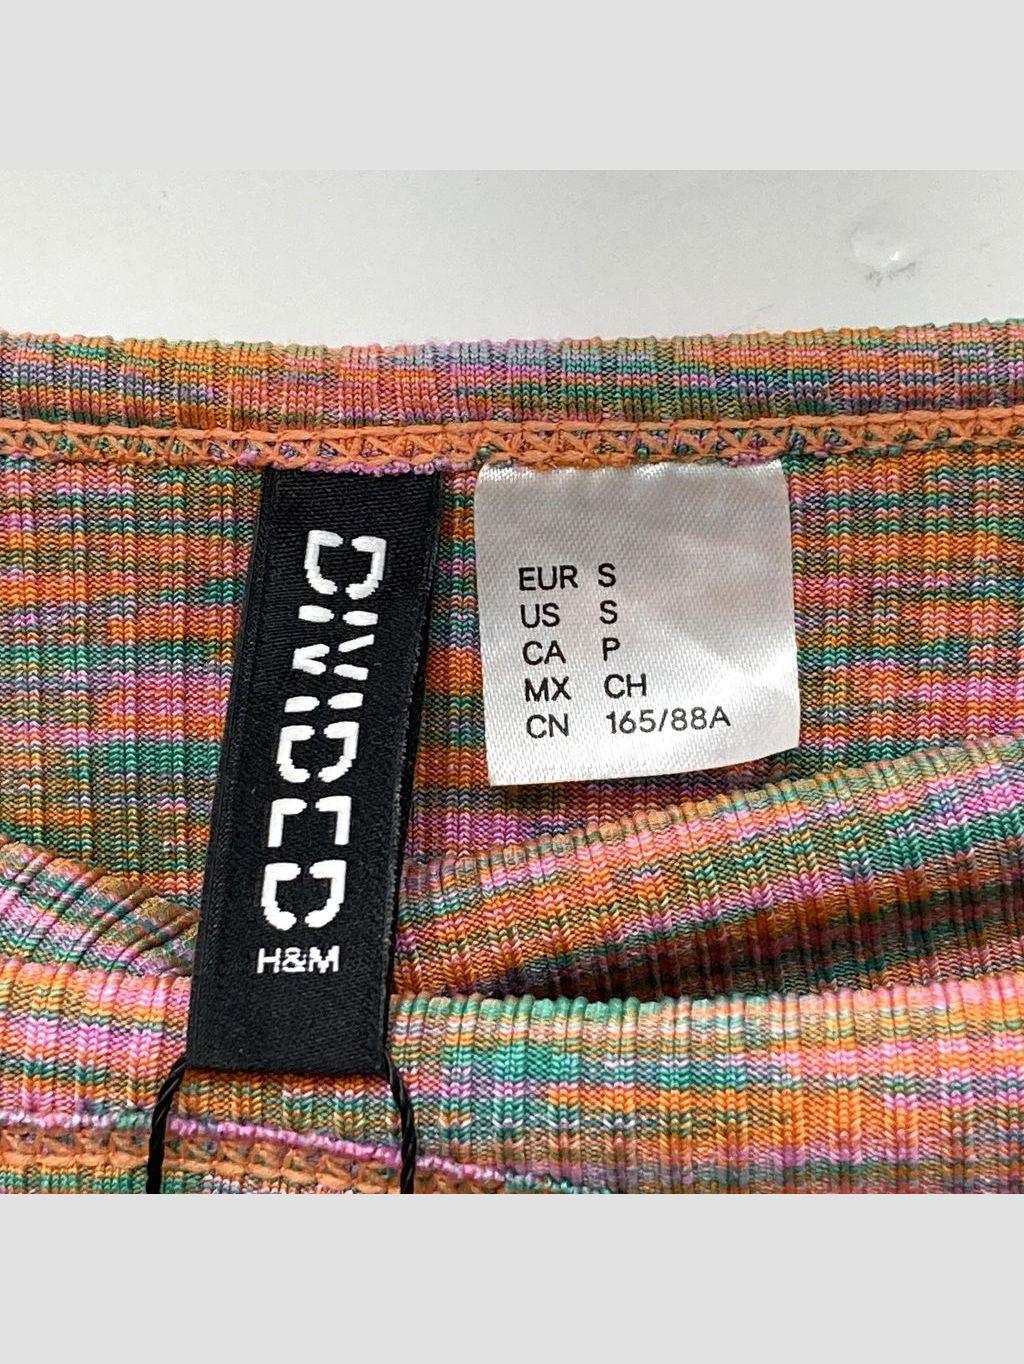 DIVIDED
H&M
EUR S
US S
CA P
MX CH
CN 165/88A